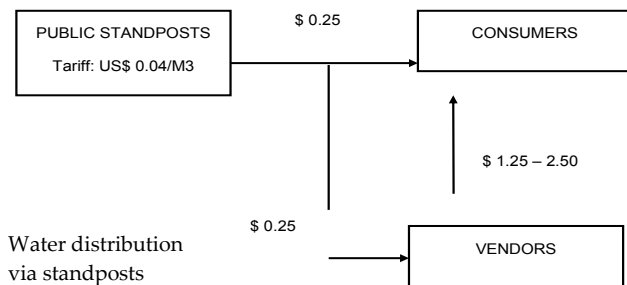 $ 0.25
PUBLIC STANDPOSTS
Tariff: US$ 0.04/M3
CONSUMERS
$ 1.25 – 2.50
$ 0.25
Water distribution
via standposts
VENDORS